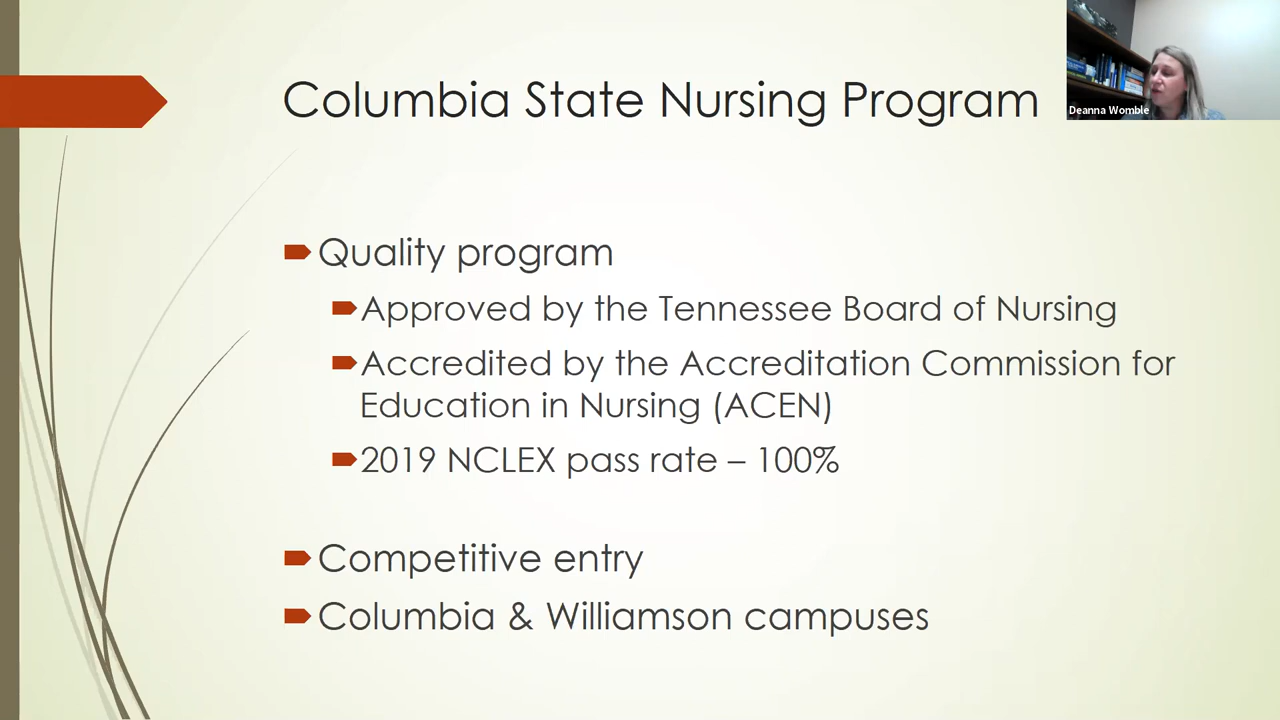 Columbia State Nursing Program
Deanna Womble
Quality program
Approved by the Tennessee Board of Nursing
Accredited by the Accreditation Commission for
Education in Nursing (ACEN)
2019 NCLEX pass rate – 100%
Competitive entry
Columbia & Williamson campuses